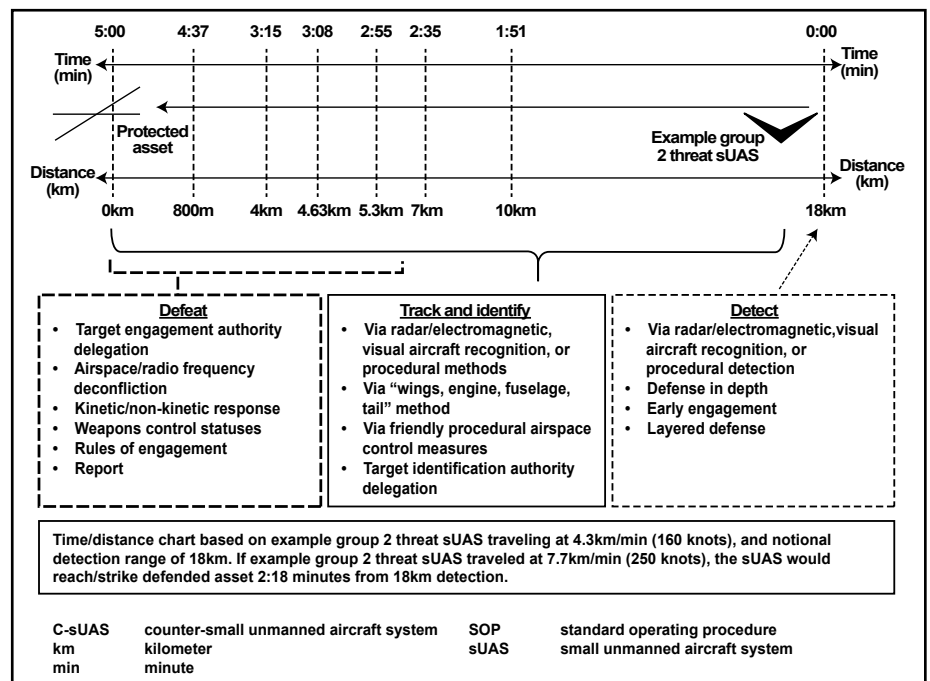 5:00 4:37 3:15 3:08 2:55 2:35 1:51 0:00
Time
(min)
Time
(min)
Protected
asset
Example group
2 threat sUAS
Distance
(km)
Distance
(km)
0km 800m 4km 4.63km 5.3km 7km 10km 18km
Defeat
• Target engagement authority
delegation
• Airspace/radio frequency
deconfliction
• Kinetic/non-kinetic response
• Weapons control statuses
• Rules of engagement
• Report
Track and identify
• Via radar/electromagnetic,
visual aircraft recognition, or
procedural methods
• Via “wings, engine, fuselage,
tail” method
• Via friendly procedural airspace
control measures
• Target identification authority
delegation
Detect
• Via radar/electromagnetic,visual
aircraft recognition, or
procedural detection
• Defense in depth
• Early engagement
• Layered defense
Time/distance chart based on example group 2 threat sUAS traveling at 4.3km/min (160 knots), and notional
detection range of 18km. If example group 2 threat sUAS traveled at 7.7km/min (250 knots), the sUAS would
reach/strike defended asset 2:18 minutes from 18km detection.
C-sUAS counter-small unmanned aircraft system SOP standard operating procedure
km kilometer sUAS small unmanned aircraft system
min minute